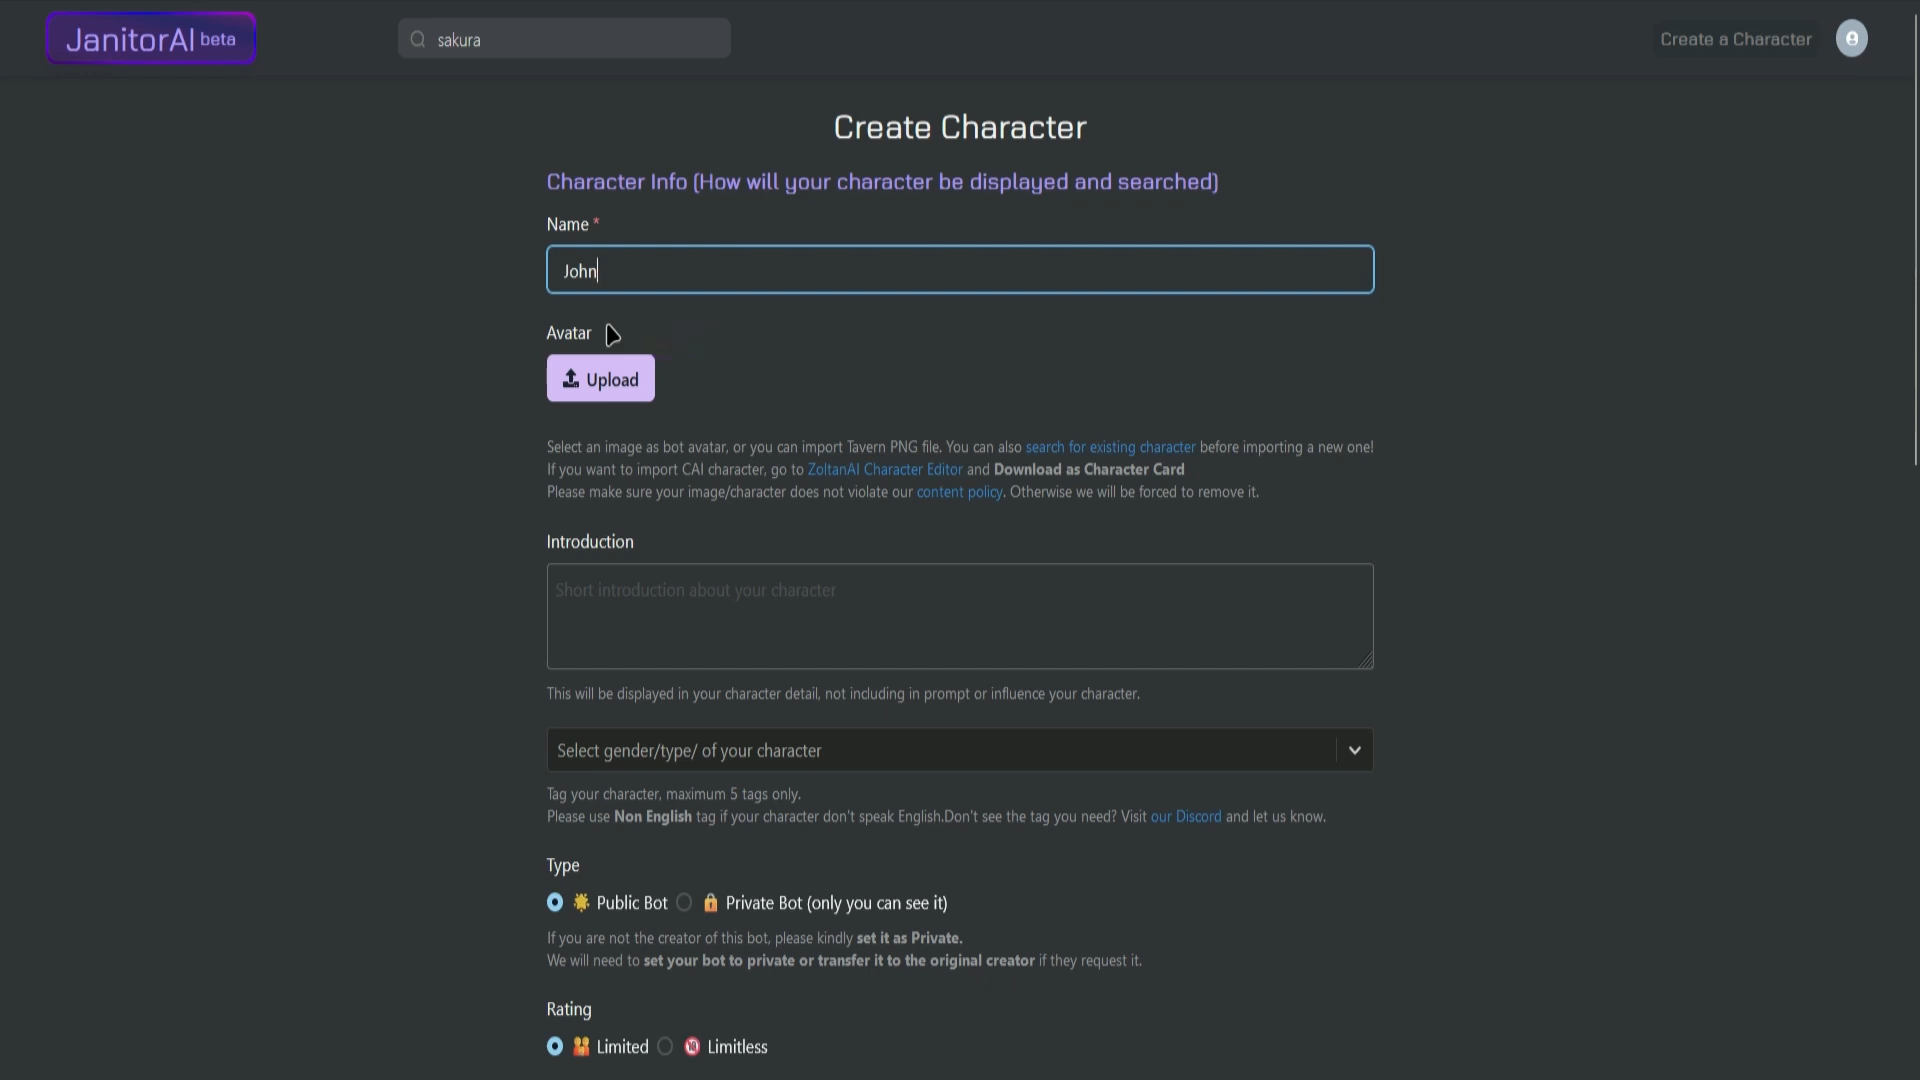 JanitorAI beta
sakura
Create a Character
Create Character
Character Info (How will your character be displayed and searched)
Name *
John
Avatar
Upload
Select an image as bot avatar, or you can import Tavern PNG file. You can also search for existing character before importing a new one!
If you want to import CAI character, go to ZoltanAI Character Editor and Download as Character Card
Please make sure your image/character does not violate our content policy. Otherwise we will be forced to remove it.
Introduction
Short introduction about your character
This will be displayed in your character detail, not including in prompt or influence your character.
Select gender/type/ of your character
Tag your character, maximum 5 tags only.
Please use Non English tag if your character don't speak English.Don't see the tag you need? Visit our Discord and let us know.
Type
Public Bot Private Bot (only you can see it)
If you are not the creator of this bot, please kindly set it as Private.
We will need to set your bot to private or transfer it to the original creator if they request it.
Rating
Limited Limitless